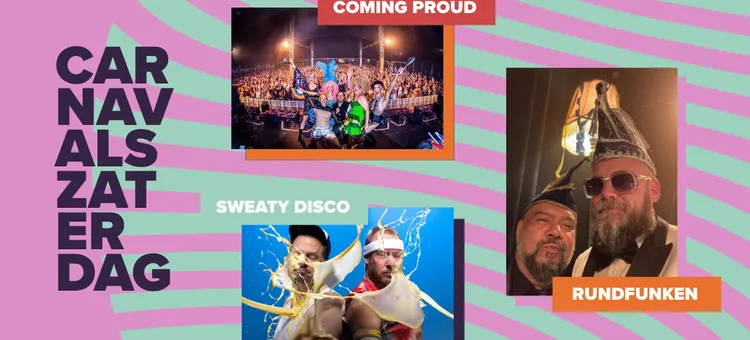 COMING PROUD
CAR
NAV
ALS
ZAT
ER
DAG
SWEATY DISCO
RUNDFUNKEN